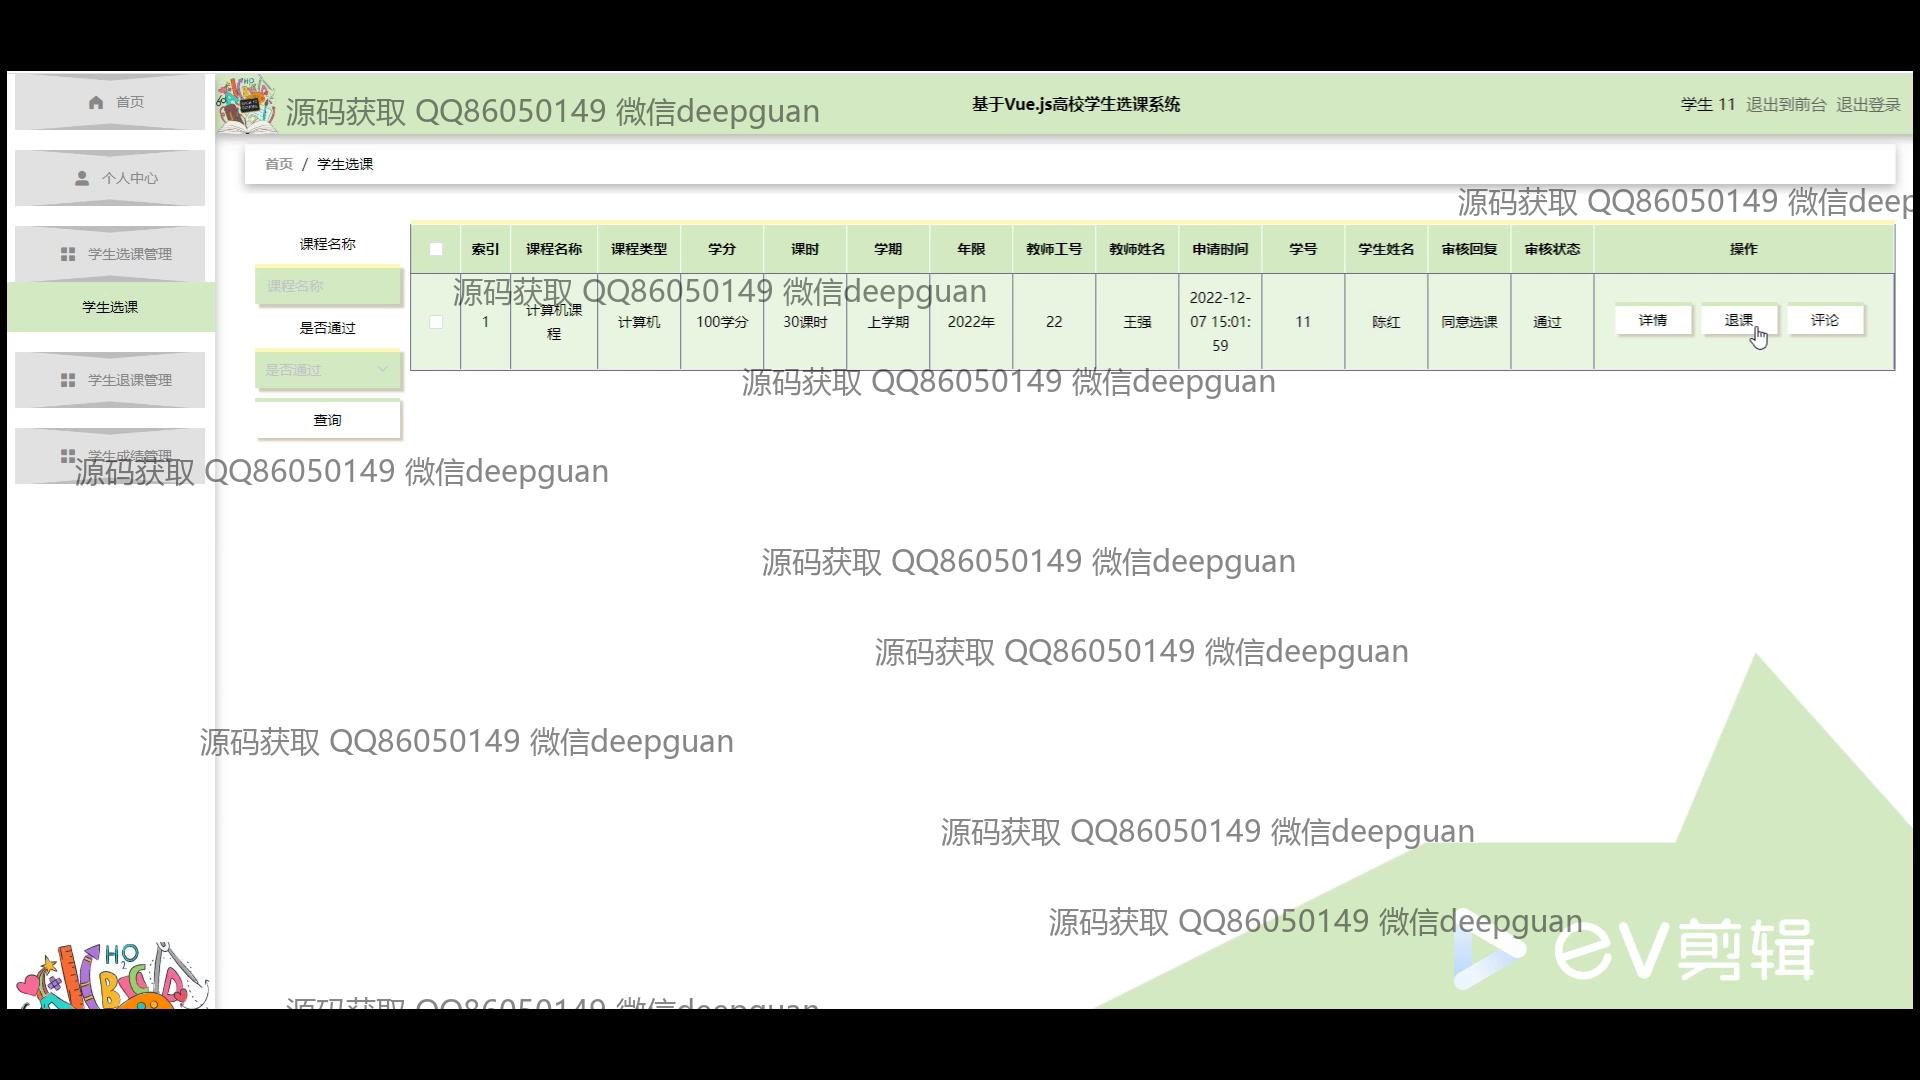 首页
源码获取 QQ86050149 微信deepguan
基于Vue.js高校学生选课系统
学生 11 退出到前台 退出登录
首页 / 学生选课
个人中心
源码获取 QQ86050149 微信deep
学生选课管理
课程名称
索引 课程名称 课程类型 学分 课时 学期 年限 教师工号 教师姓名 申请时间 学号 学生姓名 审核回复 审核状态 操作
课程名称
源码获取 QQ86050149 微信deepguan
学生选课
是否通过
1 计算机课程 计算机 100学分 30课时 上学期 2022年 22 王强 2022-12-07 15:01:59 11 陈红 同意选课 通过 详情 退课 评论
是否通过
学生退课管理
源码获取 QQ86050149 微信deepguan
查询
学生成绩管理
源码获取 QQ86050149 微信deepguan
源码获取 QQ86050149 微信deepguan
源码获取 QQ86050149 微信deepguan
源码获取 QQ86050149 微信deepguan
源码获取 QQ86050149 微信deepguan
源码获取 QQ86050149 微信deepguan
EV剪辑
源码获取 QQ86050149 微信deepguan